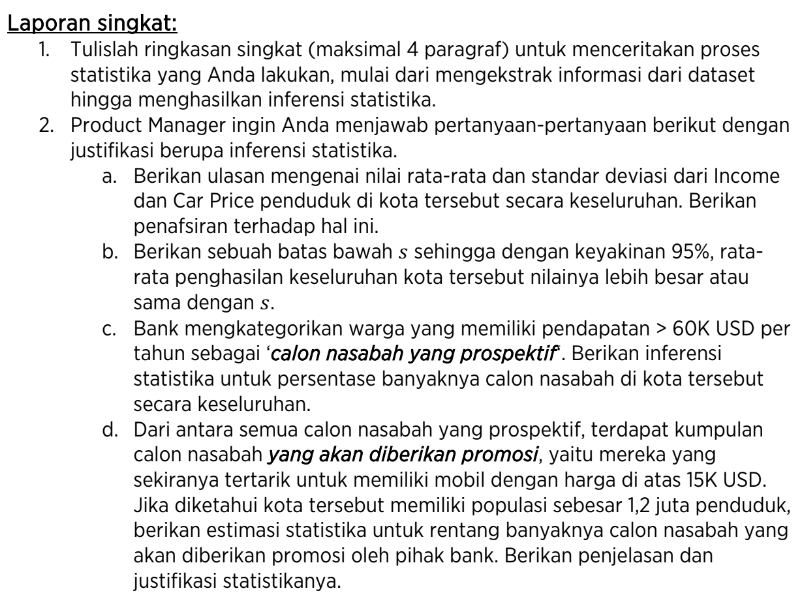 Laporan singkat:
1. Tulislah ringkasan singkat (maksimal 4 paragraf) untuk menceritakan proses
statistika yang Anda lakukan, mulai dari mengekstrak informasi dari dataset
hingga menghasilkan inferensi statistika.
2. Product Manager ingin Anda menjawab pertanyaan-pertanyaan berikut dengan
justifikasi berupa inferensi statistika.
a. Berikan ulasan mengenai nilai rata-rata dan standar deviasi dari Income
dan Car Price penduduk di kota tersebut secara keseluruhan. Berikan
penafsiran terhadap hal ini.
b. Berikan sebuah batas bawah s sehingga dengan keyakinan 95%, rata-
rata penghasilan keseluruhan kota tersebut nilainya lebih besar atau
sama dengan s.
c. Bank mengkategorikan warga yang memiliki pendapatan > 60K USD per
tahun sebagai ‘calon nasabah yang prospektif’. Berikan inferensi
statistika untuk persentase banyaknya calon nasabah di kota tersebut
secara keseluruhan.
d. Dari antara semua calon nasabah yang prospektif, terdapat kumpulan
calon nasabah yang akan diberikan promosi, yaitu mereka yang
sekiranya tertarik untuk memiliki mobil dengan harga di atas 15K USD.
Jika diketahui kota tersebut memiliki populasi sebesar 1,2 juta penduduk,
berikan estimasi statistika untuk rentang banyaknya calon nasabah yang
akan diberikan promosi oleh pihak bank. Berikan penjelasan dan
justifikasi statistikanya.